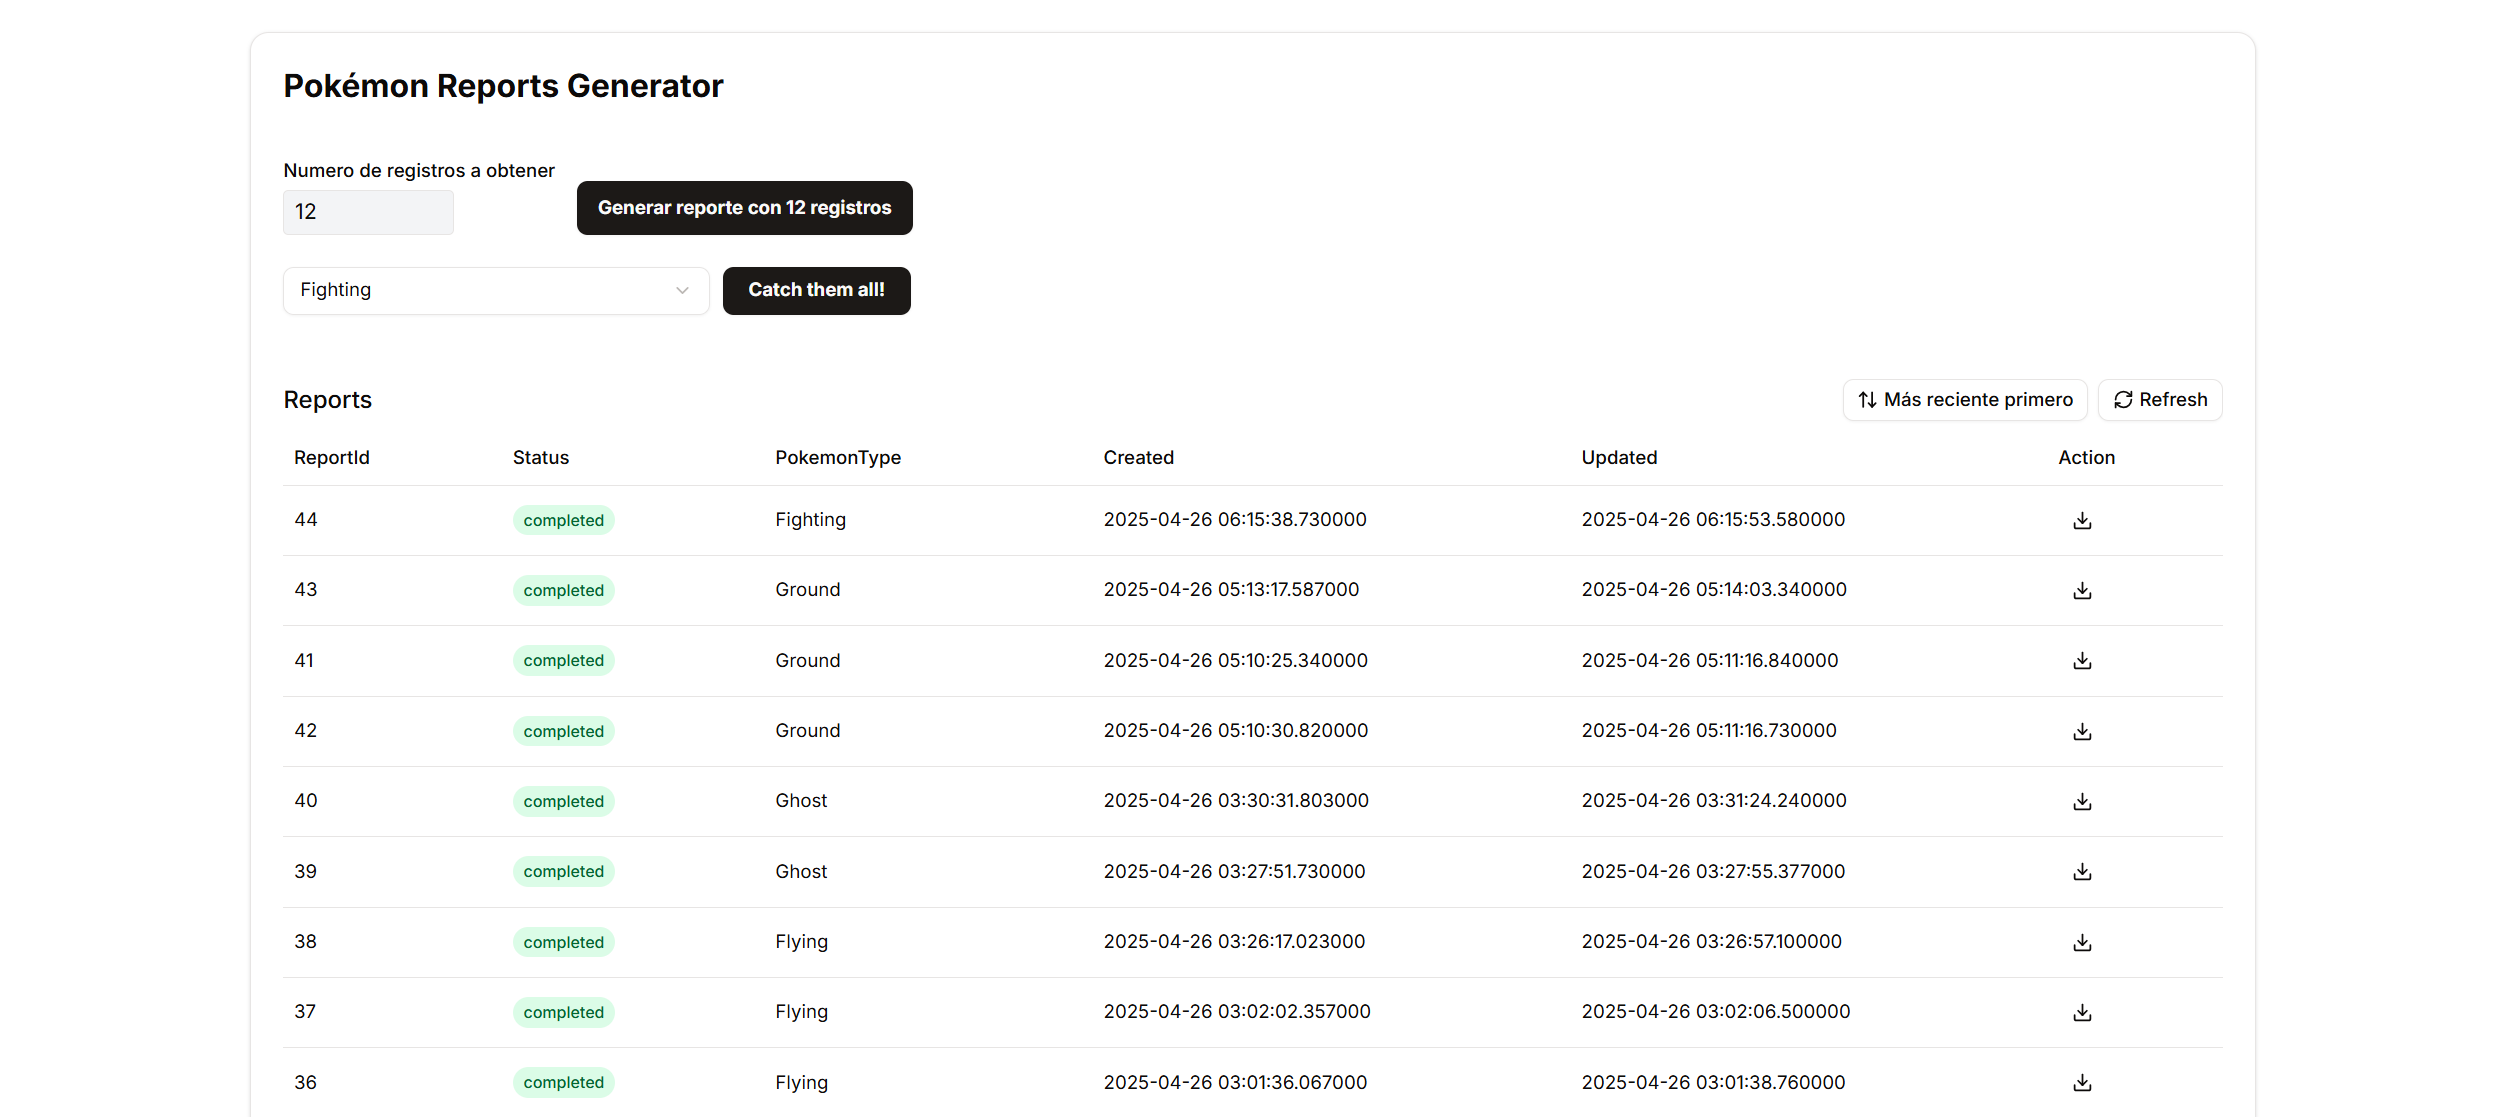 Pokémon Reports Generator
Numero de registros a obtener
12
Generar reporte con 12 registros
Fighting
Catch them all!
Reports
Más reciente primero
Refresh
ReportId Status PokemonType Created Updated Action
44 completed Fighting 2025-04-26 06:15:38.730000 2025-04-26 06:15:53.580000
43 completed Ground 2025-04-26 05:13:17.587000 2025-04-26 05:14:03.340000
41 completed Ground 2025-04-26 05:10:25.340000 2025-04-26 05:11:16.840000
42 completed Ground 2025-04-26 05:10:30.820000 2025-04-26 05:11:16.730000
40 completed Ghost 2025-04-26 03:30:31.803000 2025-04-26 03:31:24.240000
39 completed Ghost 2025-04-26 03:27:51.730000 2025-04-26 03:27:55.377000
38 completed Flying 2025-04-26 03:26:17.023000 2025-04-26 03:26:57.100000
37 completed Flying 2025-04-26 03:02:02.357000 2025-04-26 03:02:06.500000
36 completed Flying 2025-04-26 03:01:36.067000 2025-04-26 03:01:38.760000